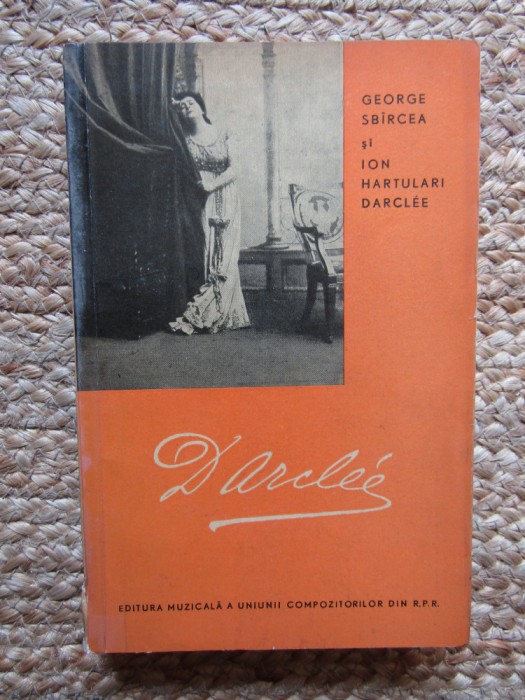 GEORGE
SBÎRCEA
și
ION
HARTULARI
DARCLÉE
D'arclée
EDITURA MUZICALĂ A UNIUNII COMPOZITORILOR DIN R.P.R.